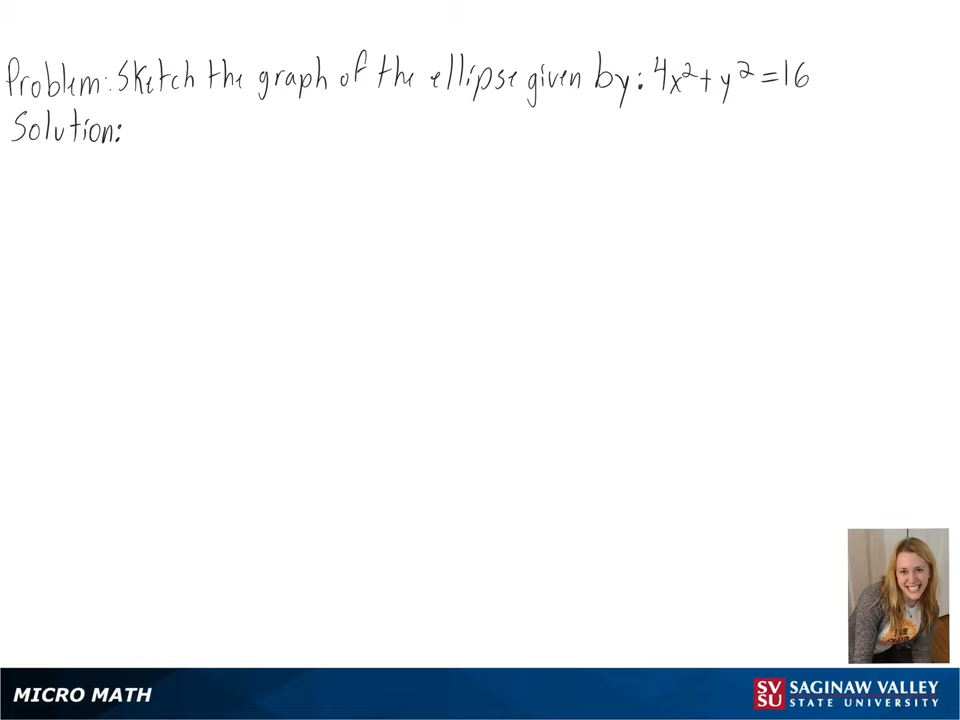 Problem: Sketch the graph of the ellipse given by: 4x² + y² = 16
Solution:
MICRO MATH
SV
SU
SAGINAW VALLEY
STATE UNIVERSITY